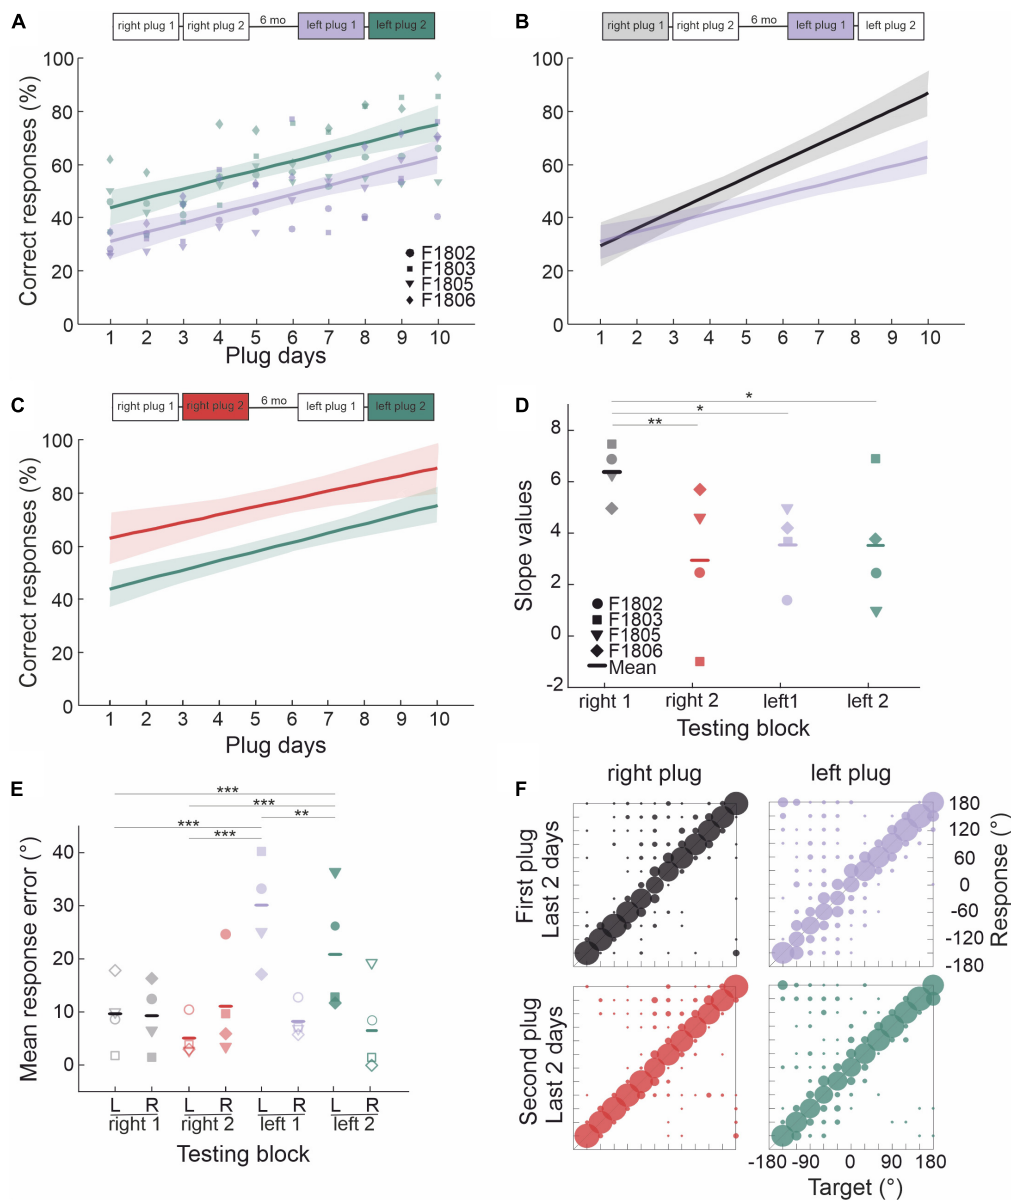 A
right plug 1 right plug 2 6 mo left plug 1 left plug 2
Correct responses (%)
100
80
60
40
20
0
F1802
F1803
F1805
F1806
1 2 3 4 5 6 7 8 9 10
Plug days
B
right plug 1 right plug 2 6 mo left plug 1 left plug 2
Correct responses (%)
100
80
60
40
20
0
1 2 3 4 5 6 7 8 9 10
C
right plug 1 right plug 2 6 mo left plug 1 left plug 2
Correct responses (%)
100
80
60
40
20
0
1 2 3 4 5 6 7 8 9 10
Plug days
D
*
*
**
Slope values
8
6
4
2
0
-2
F1802
F1803
F1805
F1806
Mean
right 1 right 2 left1 left 2
Testing block
E
***
***
***
**
***
Mean response error (°)
40
30
20
10
0
L R L R L R L R
right 1 right 2 left 1 left 2
Testing block
F
right plug left plug
First plug
Last 2 days
Second plug
Last 2 days
180
120
60
0
-60
-120
-180
Response (°)
-180 -90 0 90 180
Target (°)